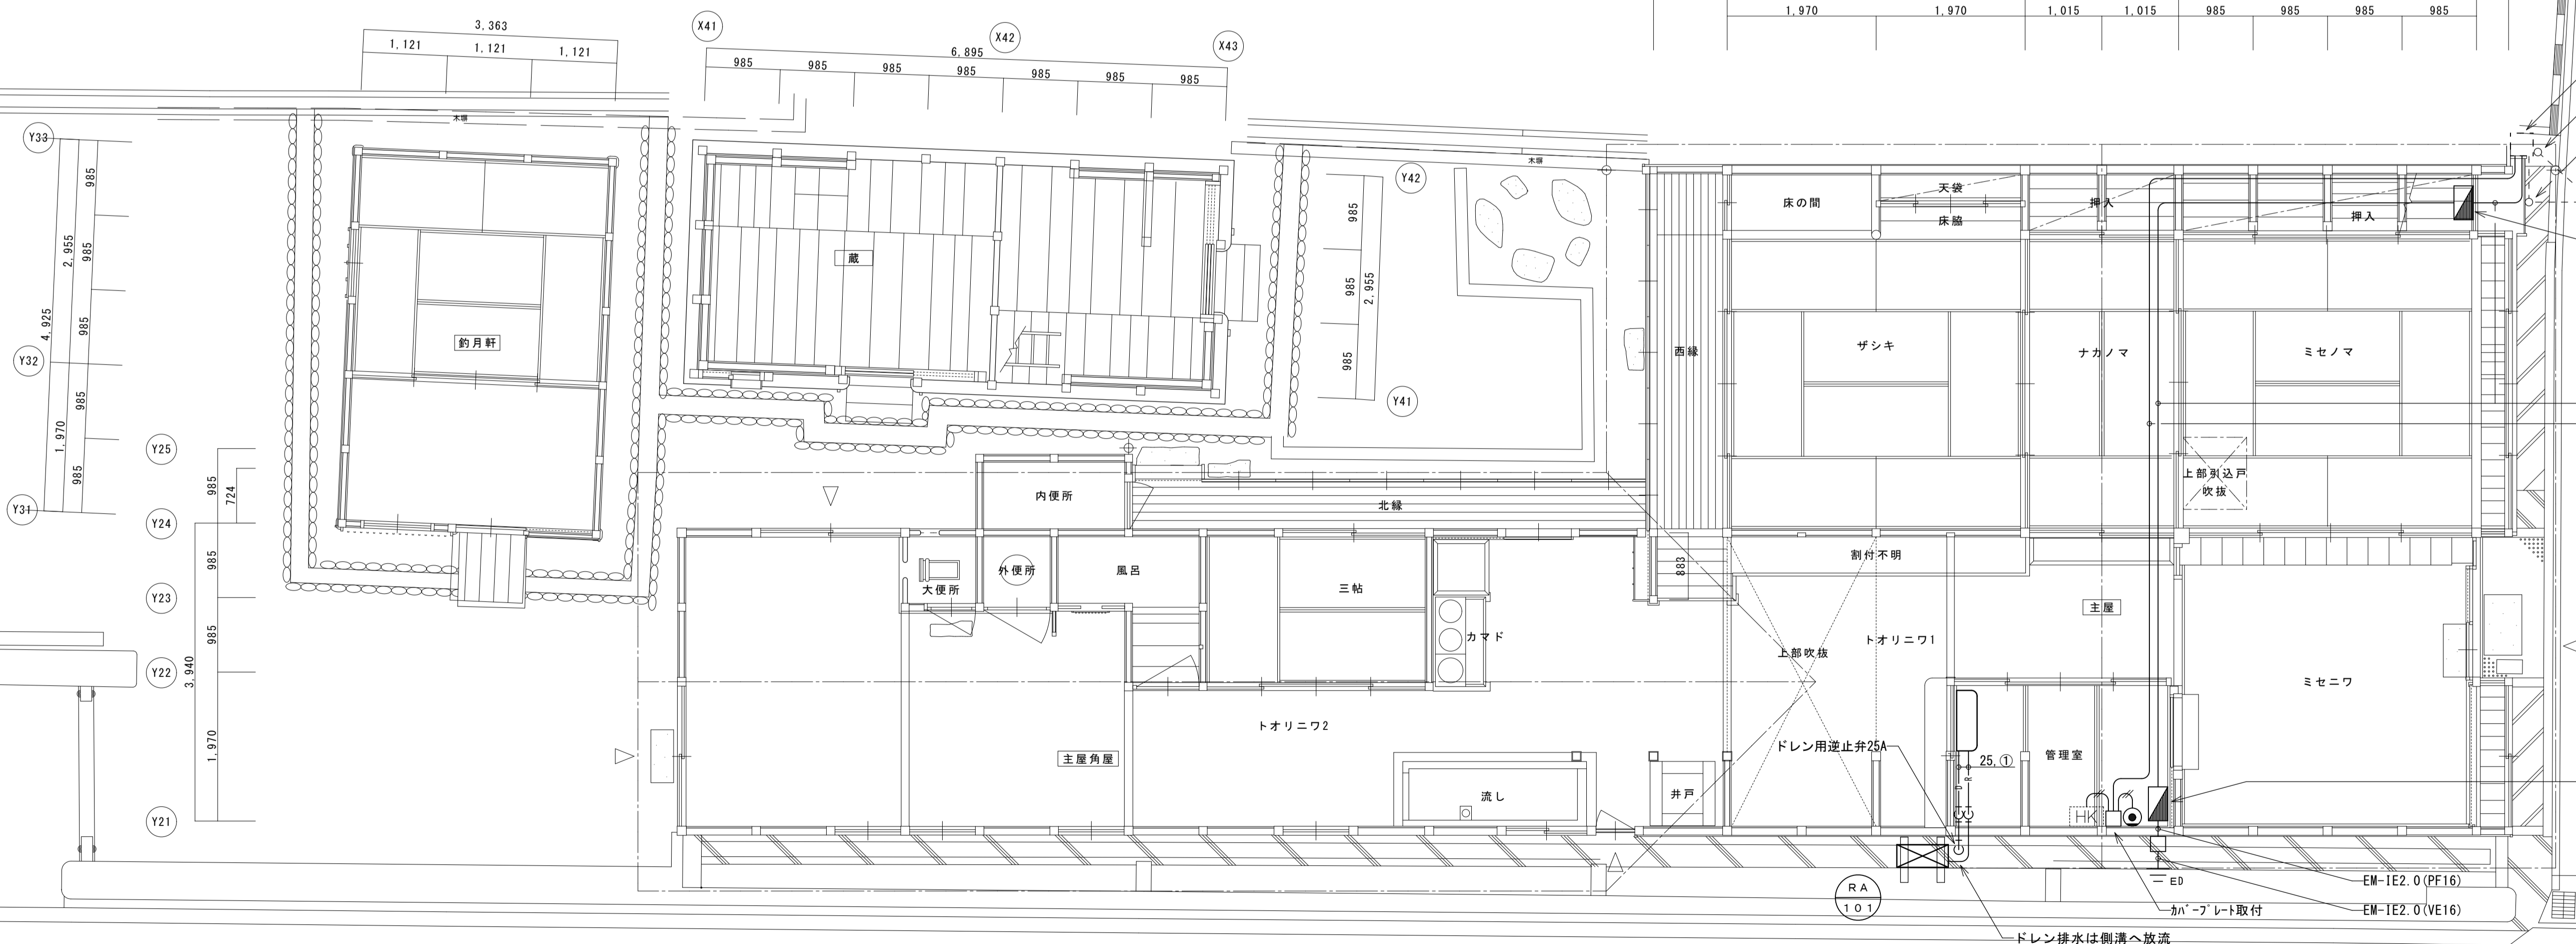 3,363
1,121 1,121 1,121
X41 X42 X43
6,895
985 985 985 985 985 985 985
1,970 1,970 1,015 1,015 985 985 985 985
木塀
木塀
Y33
Y32
Y31
985
985
985
985
985
2,955
1,970
4,925
釣月軒
蔵
Y42
Y41
985
985
985
2,955
床の間
天袋
床脇
押入
押入
西縁
ザシキ
ナカノマ
ミセノマ
上部引込戸
吹抜
Y25
Y24
Y23
Y22
Y21
985
724
985
985
1,970
3,940
内便所
北縁
大便所
外便所
風呂
三帖
カマド
883
割付不明
主屋
トオリニワ1
上部吹抜
ミセニワ
トオリニワ2
主屋角屋
流し
井戸
ドレン用逆止弁25A
25,①
D
R
管理室
HK
RA
101
ED
EM-IE2.0(PF16)
EM-IE2.0(VE16)
カバープレート取付
ドレン排水は側溝へ放流